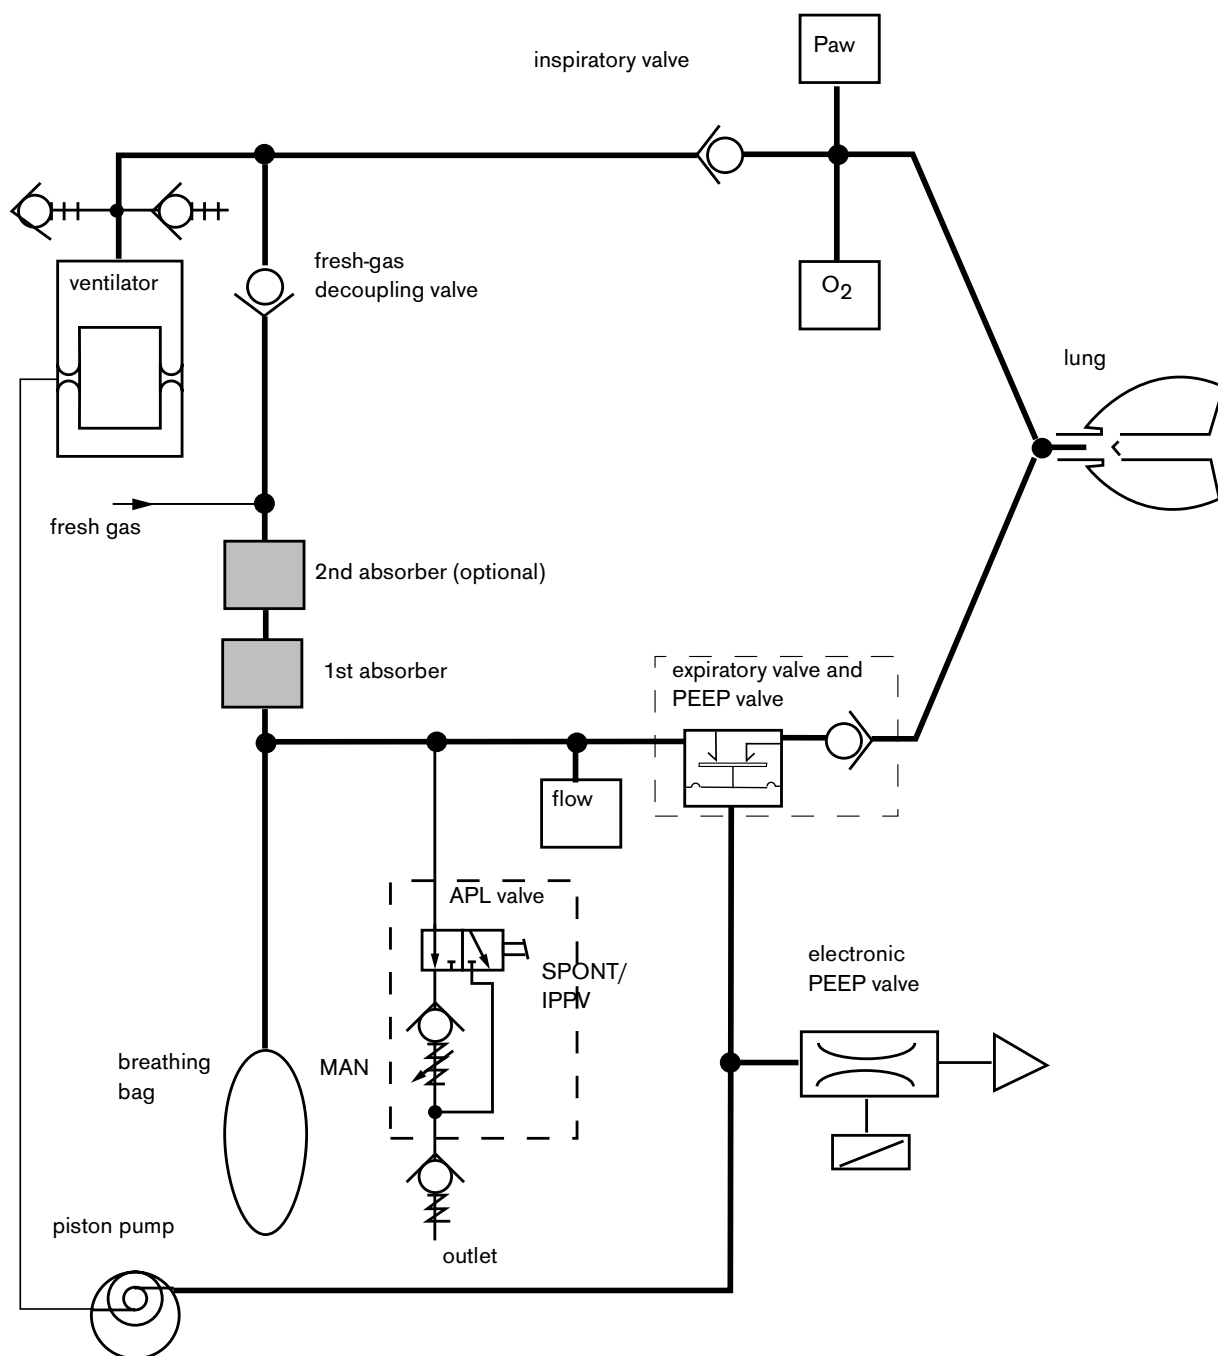 Paw
inspiratory valve
ventilator
fresh-gas
decoupling valve
O2
lung
fresh gas
2nd absorber (optional)
1st absorber
expiratory valve and
PEEP valve
flow
APL valve
SPONT/
IPPV
electronic
PEEP valve
breathing
bag
MAN
piston pump
outlet